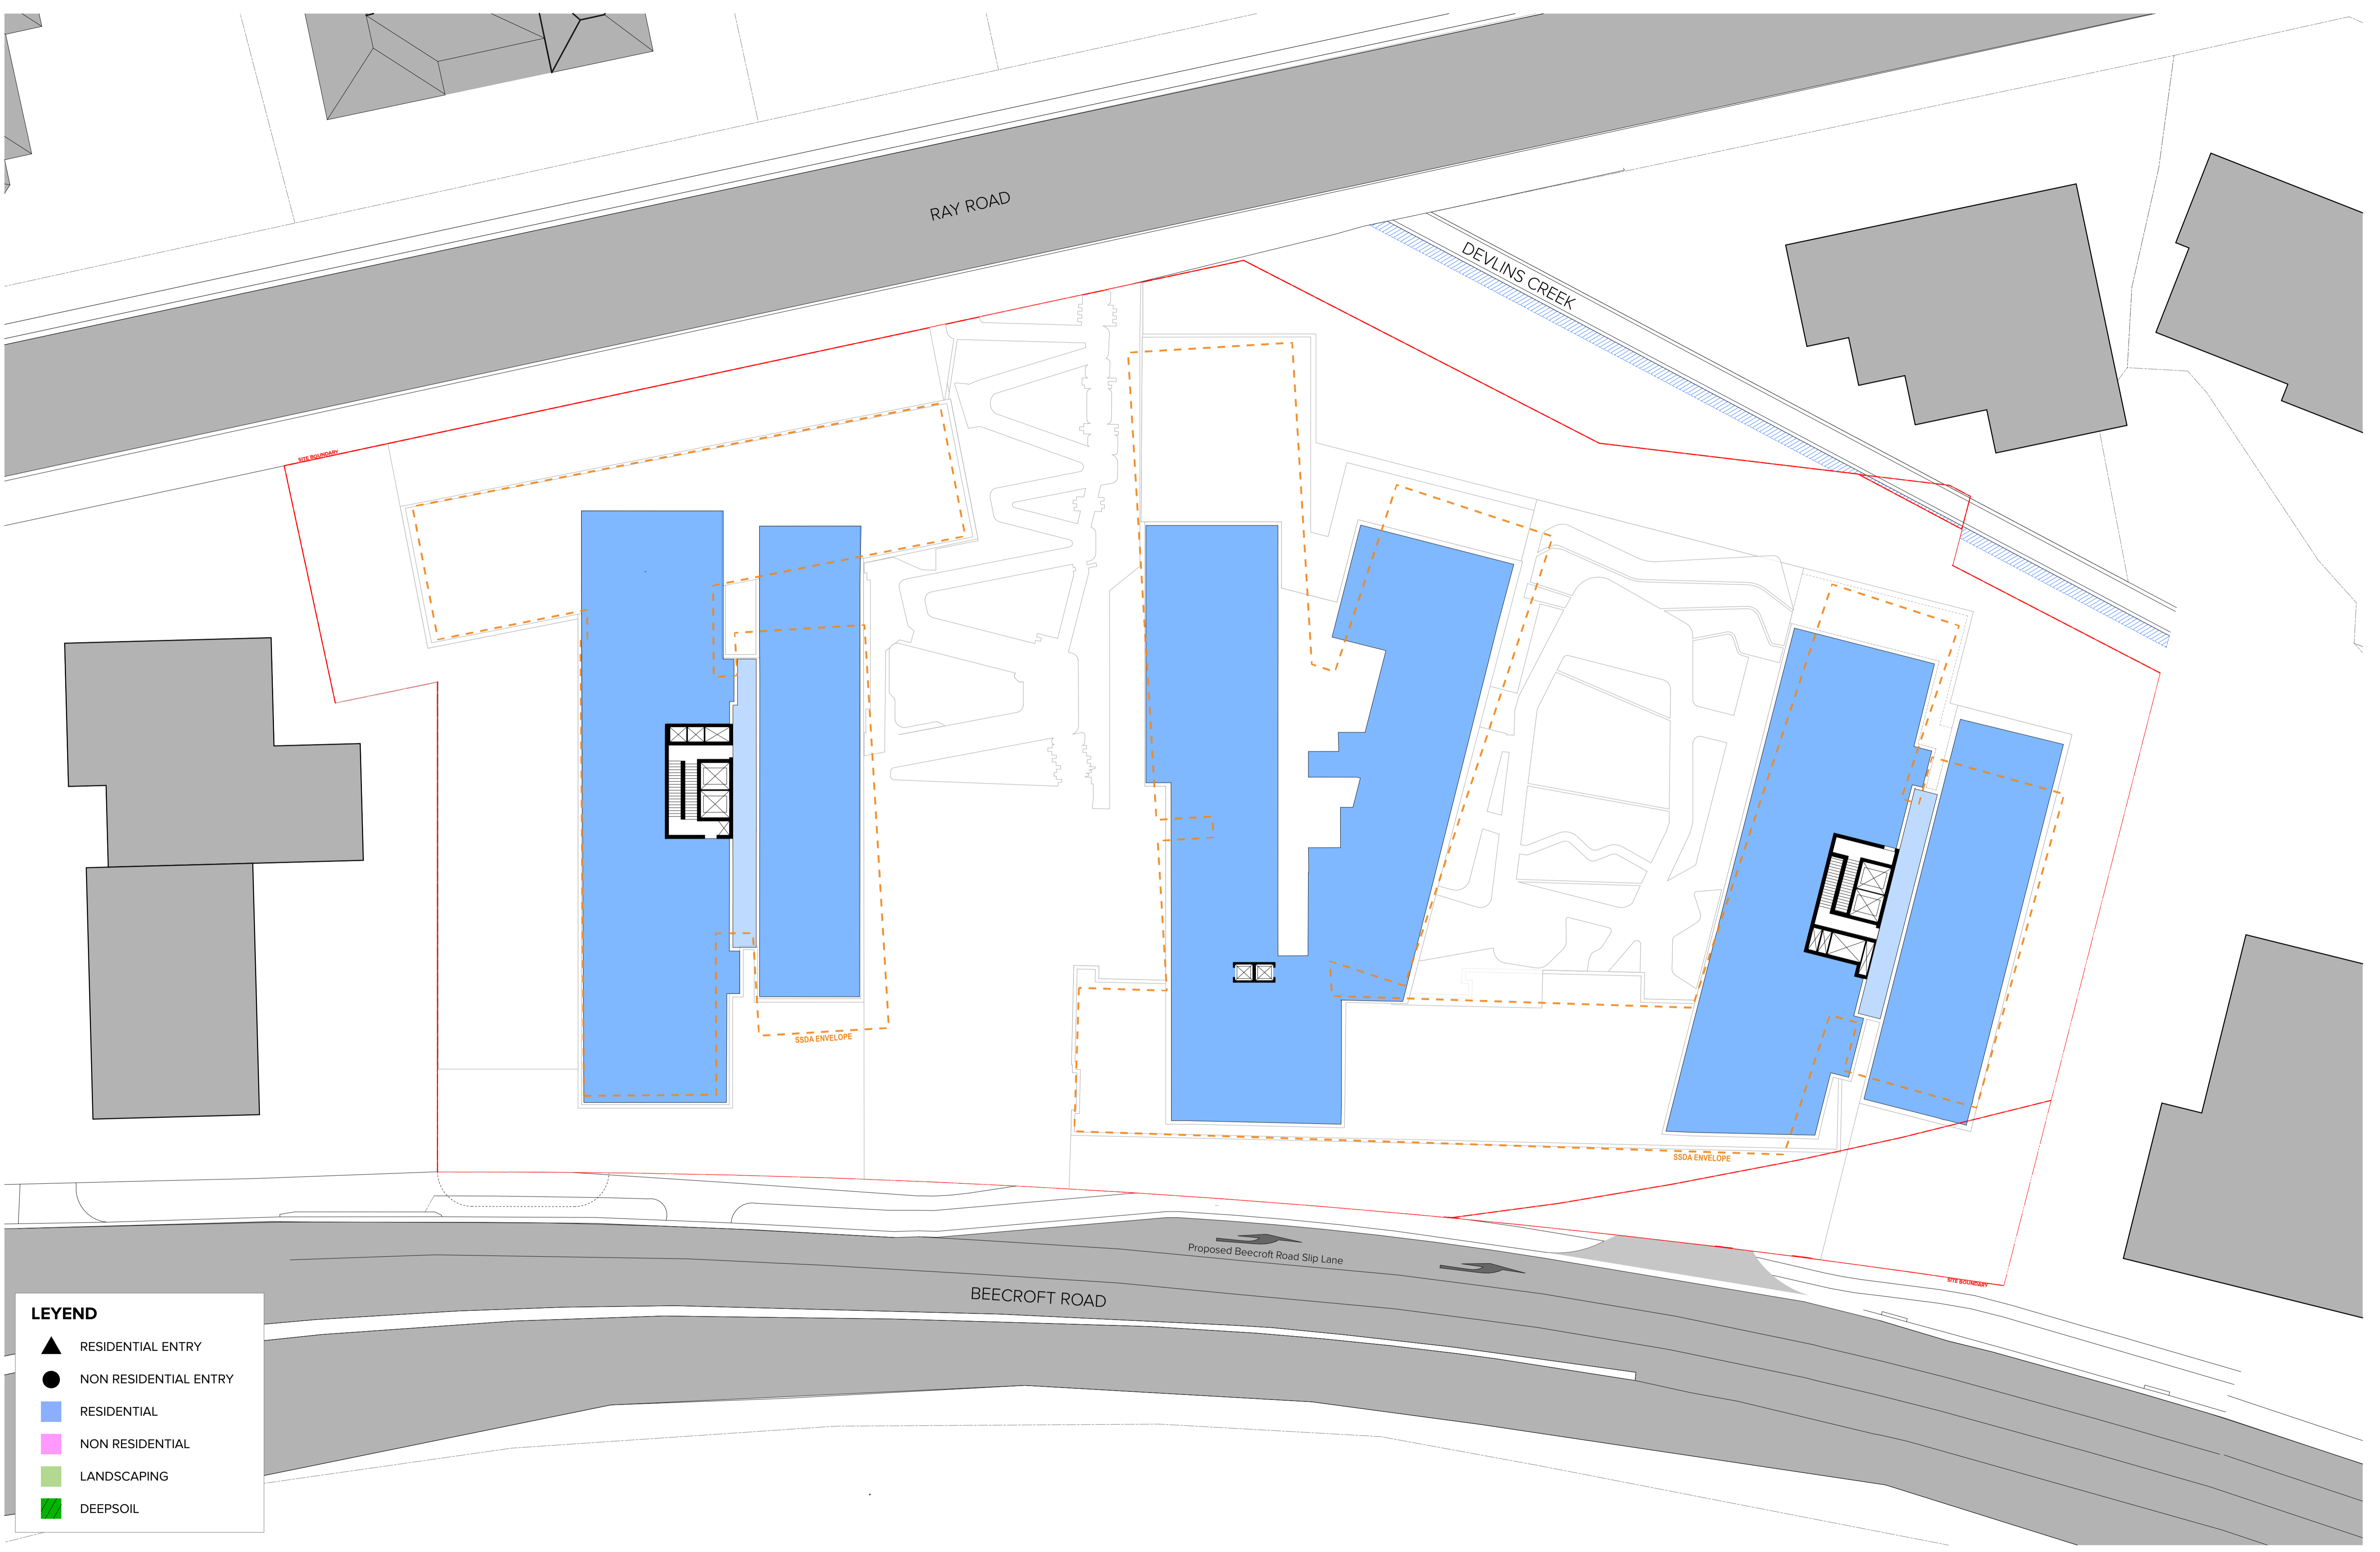 RAY ROAD
DEVLINS CREEK
SITE BOUNDARY
SSDA ENVELOPE
SSDA ENVELOPE
Proposed Beecroft Road Slip Lane
SITE BOUNDARY
BEECROFT ROAD
LEYEND
RESIDENTIAL ENTRY
NON RESIDENTIAL ENTRY
RESIDENTIAL
NON RESIDENTIAL
LANDSCAPING
DEEPSOIL